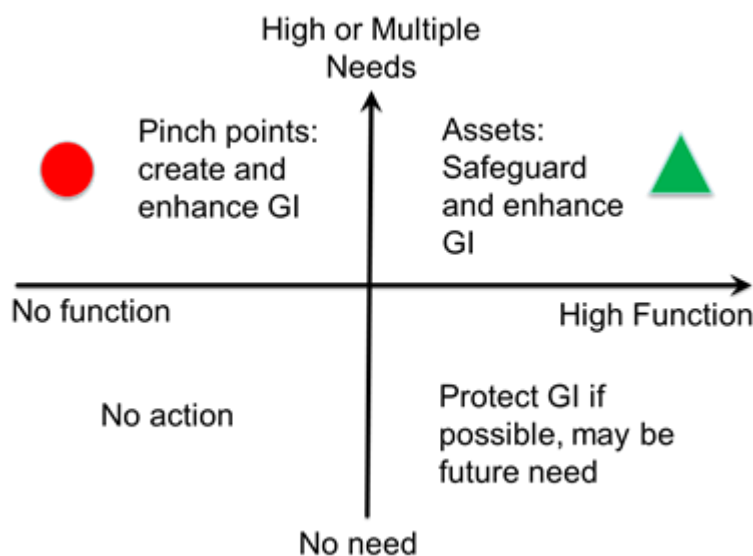 High or Multiple
Needs
Pinch points:
create and
enhance GI
Assets:
Safeguard
and enhance
GI
No function
High Function
No action
Protect GI if
possible, may be
future need
No need